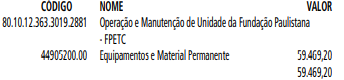 CÓDIGO NOME VALOR
80.10.12.363.3019.2881 Operação e Manutenção de Unidade da Fundação Paulistana
- FPETC
44905200.00 Equipamentos e Material Permanente 59.469,20
59.469,20